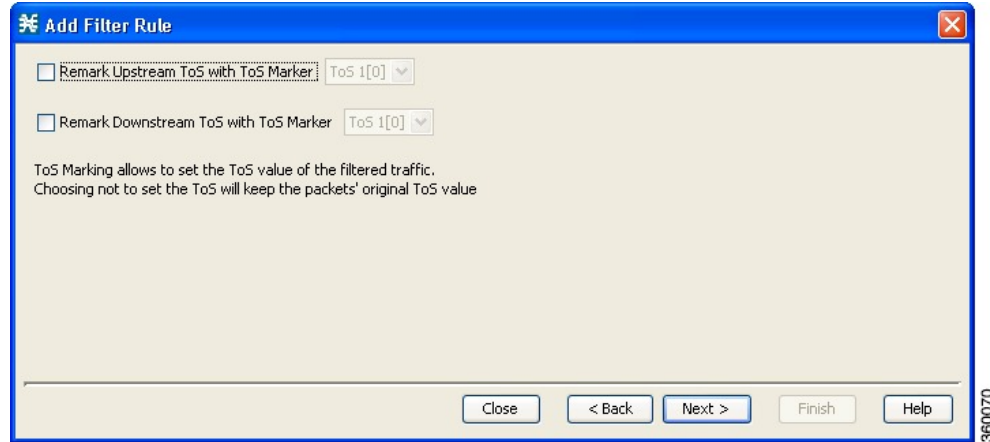 Add Filter Rule
Remark Upstream ToS with ToS Marker ToS 1[0]
Remark Downstream ToS with ToS Marker ToS 1[0]
ToS Marking allows to set the ToS value of the filtered traffic.
Choosing not to set the ToS will keep the packets' original ToS value
Close < Back Next > Finish Help
360070